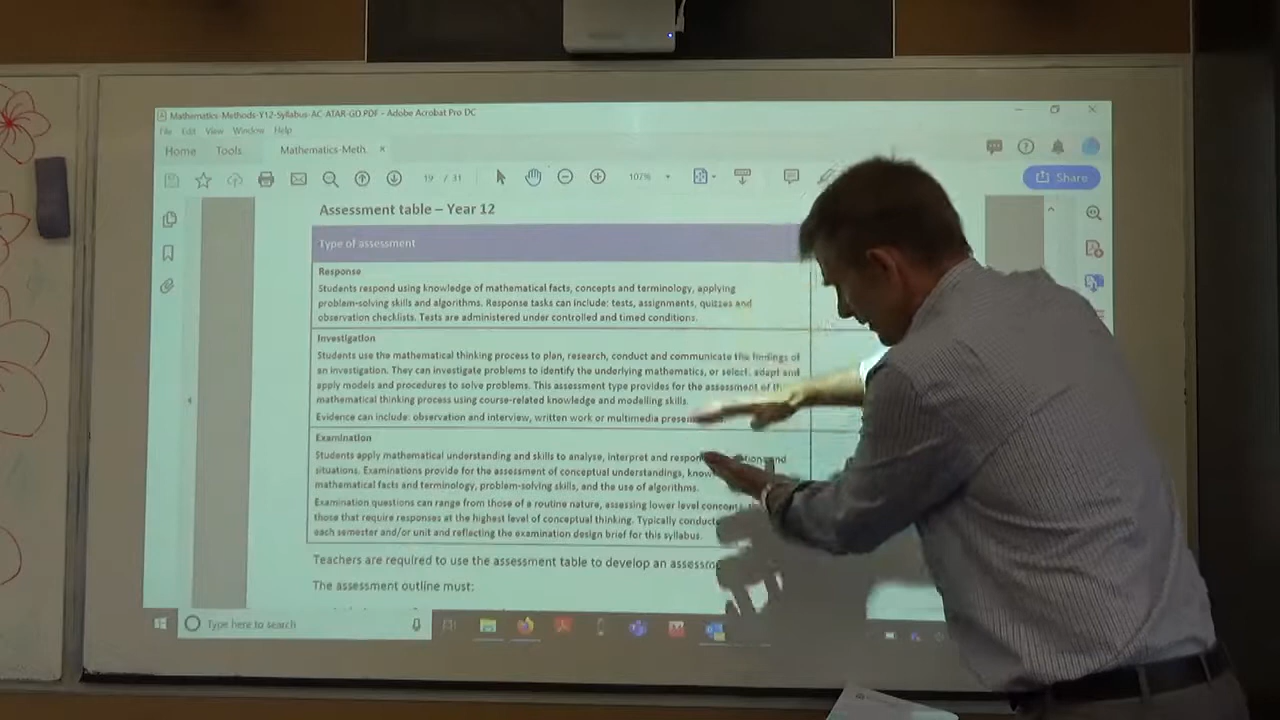 Mathematics-Methods-Y12-Syllabus-AC-ATAR-GD.PDF - Adobe Acrobat Pro DC
File Edit View Window Help
Home Tools Mathematics-Meth.
19 / 31 107% Share
Assessment table – Year 12
Type of assessment
Response
Students respond using knowledge of mathematical facts, concepts and terminology, applying
problem-solving skills and algorithms. Response tasks can include: tests, assignments, quizzes and
observation checklists. Tests are administered under controlled and timed conditions.
Investigation
Students use the mathematical thinking process to plan, research, conduct and communicate the findings of
an investigation. They can investigate problems to identify the underlying mathematics, or select, adapt and
apply models and procedures to solve problems. This assessment type provides for the assessment of
mathematical thinking process using course-related knowledge and modelling skills.
Evidence can include: observation and interview, written work or multimedia
Examination
Students apply mathematical understanding and skills to analyse, interpret and and
situations. Examinations provide for the assessment of conceptual understandings,
mathematical facts and terminology, problem-solving skills, and the use of algorithms.
Examination questions can range from those of a routine nature, assessing lower level
those that require responses at the highest level of conceptual thinking. Typically
each semester and/or unit and reflecting the examination design brief for this syllabus.
Teachers are required to use the assessment table to develop an
The assessment outline must:
Type here to search